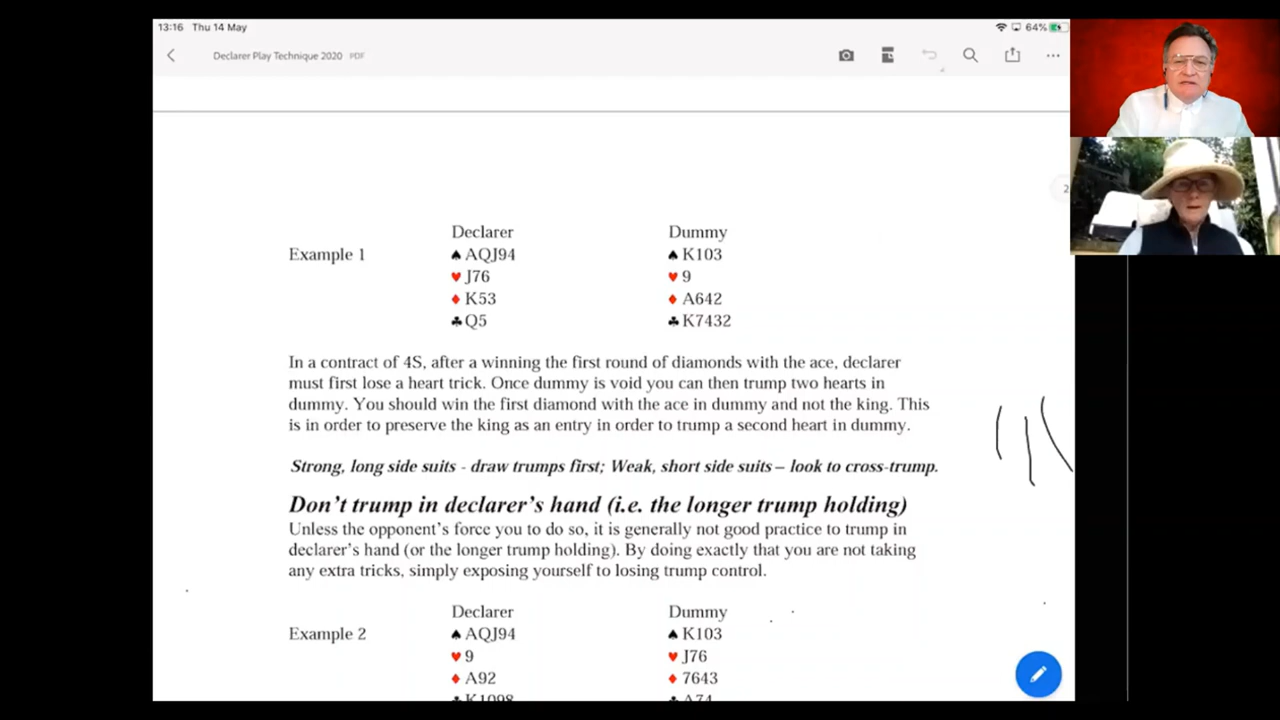 13:16 Thu 14 May
64%
Declarer Play Technique 2020 PDF
2
Declarer Dummy
Example 1 ♠ AQJ94 ♠ K103
♥ J76 ♥ 9
♦ K53 ♦ A642
♣ Q5 ♣ K7432
In a contract of 4S, after a winning the first round of diamonds with the ace, declarer
must first lose a heart trick. Once dummy is void you can then trump two hearts in
dummy. You should win the first diamond with the ace in dummy and not the king. This
is in order to preserve the king as an entry in order to trump a second heart in dummy.
Strong, long side suits - draw trumps first; Weak, short side suits – look to cross-trump.
Don't trump in declarer's hand (i.e. the longer trump holding)
Unless the opponent's force you to do so, it is generally not good practice to trump in
declarer's hand (or the longer trump holding). By doing exactly that you are not taking
any extra tricks, simply exposing yourself to losing trump control.
Declarer Dummy
Example 2 ♠ AQJ94 ♠ K103
♥ 9 ♥ J76
♦ A92 ♦ 7643
♣ K1098 ♣ A74